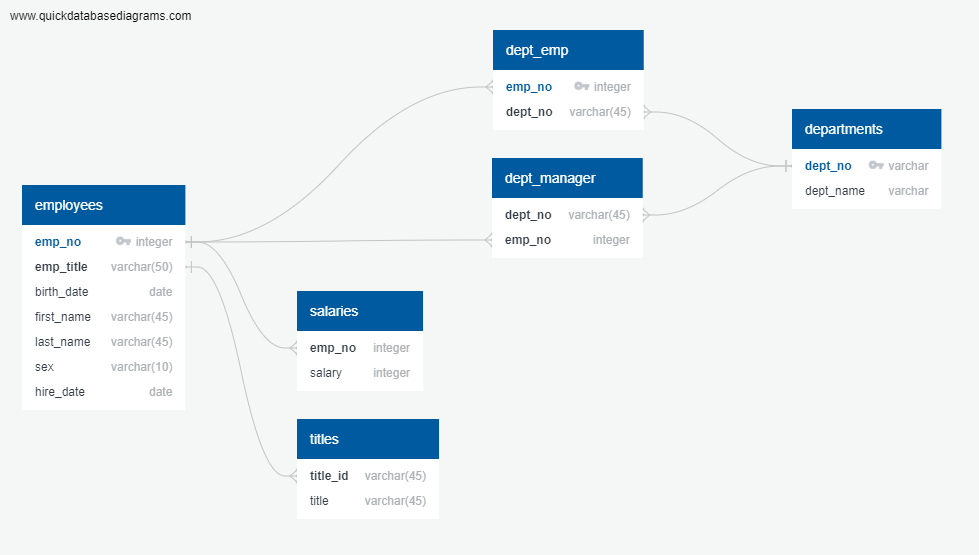 www.quickdatabasediagrams.com
dept_emp
emp_no integer
dept_no varchar(45)
departments
dept_no varchar
dept_name varchar
dept_manager
dept_no varchar(45)
emp_no integer
employees
emp_no integer
emp_title varchar(50)
birth_date date
first_name varchar(45)
last_name varchar(45)
sex varchar(10)
hire_date date
salaries
emp_no integer
salary integer
titles
title_id varchar(45)
title varchar(45)